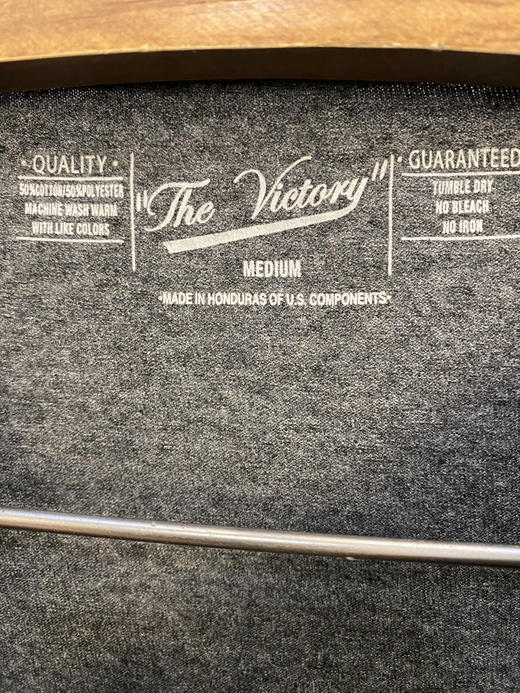 · QUALITY ·
50%COTTON/50%POLYESTER
MACHINE WASH WARM
WITH LIKE COLORS
"The Victory"
MEDIUM
·MADE IN HONDURAS OF U.S. COMPONENTS·
· GUARANTEED
TUMBLE DRY
NO BLEACH
NO IRON